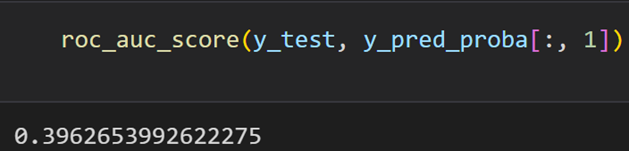 roc_auc_score(y_test, y_pred_proba[:, 1])
0.3962653992622275